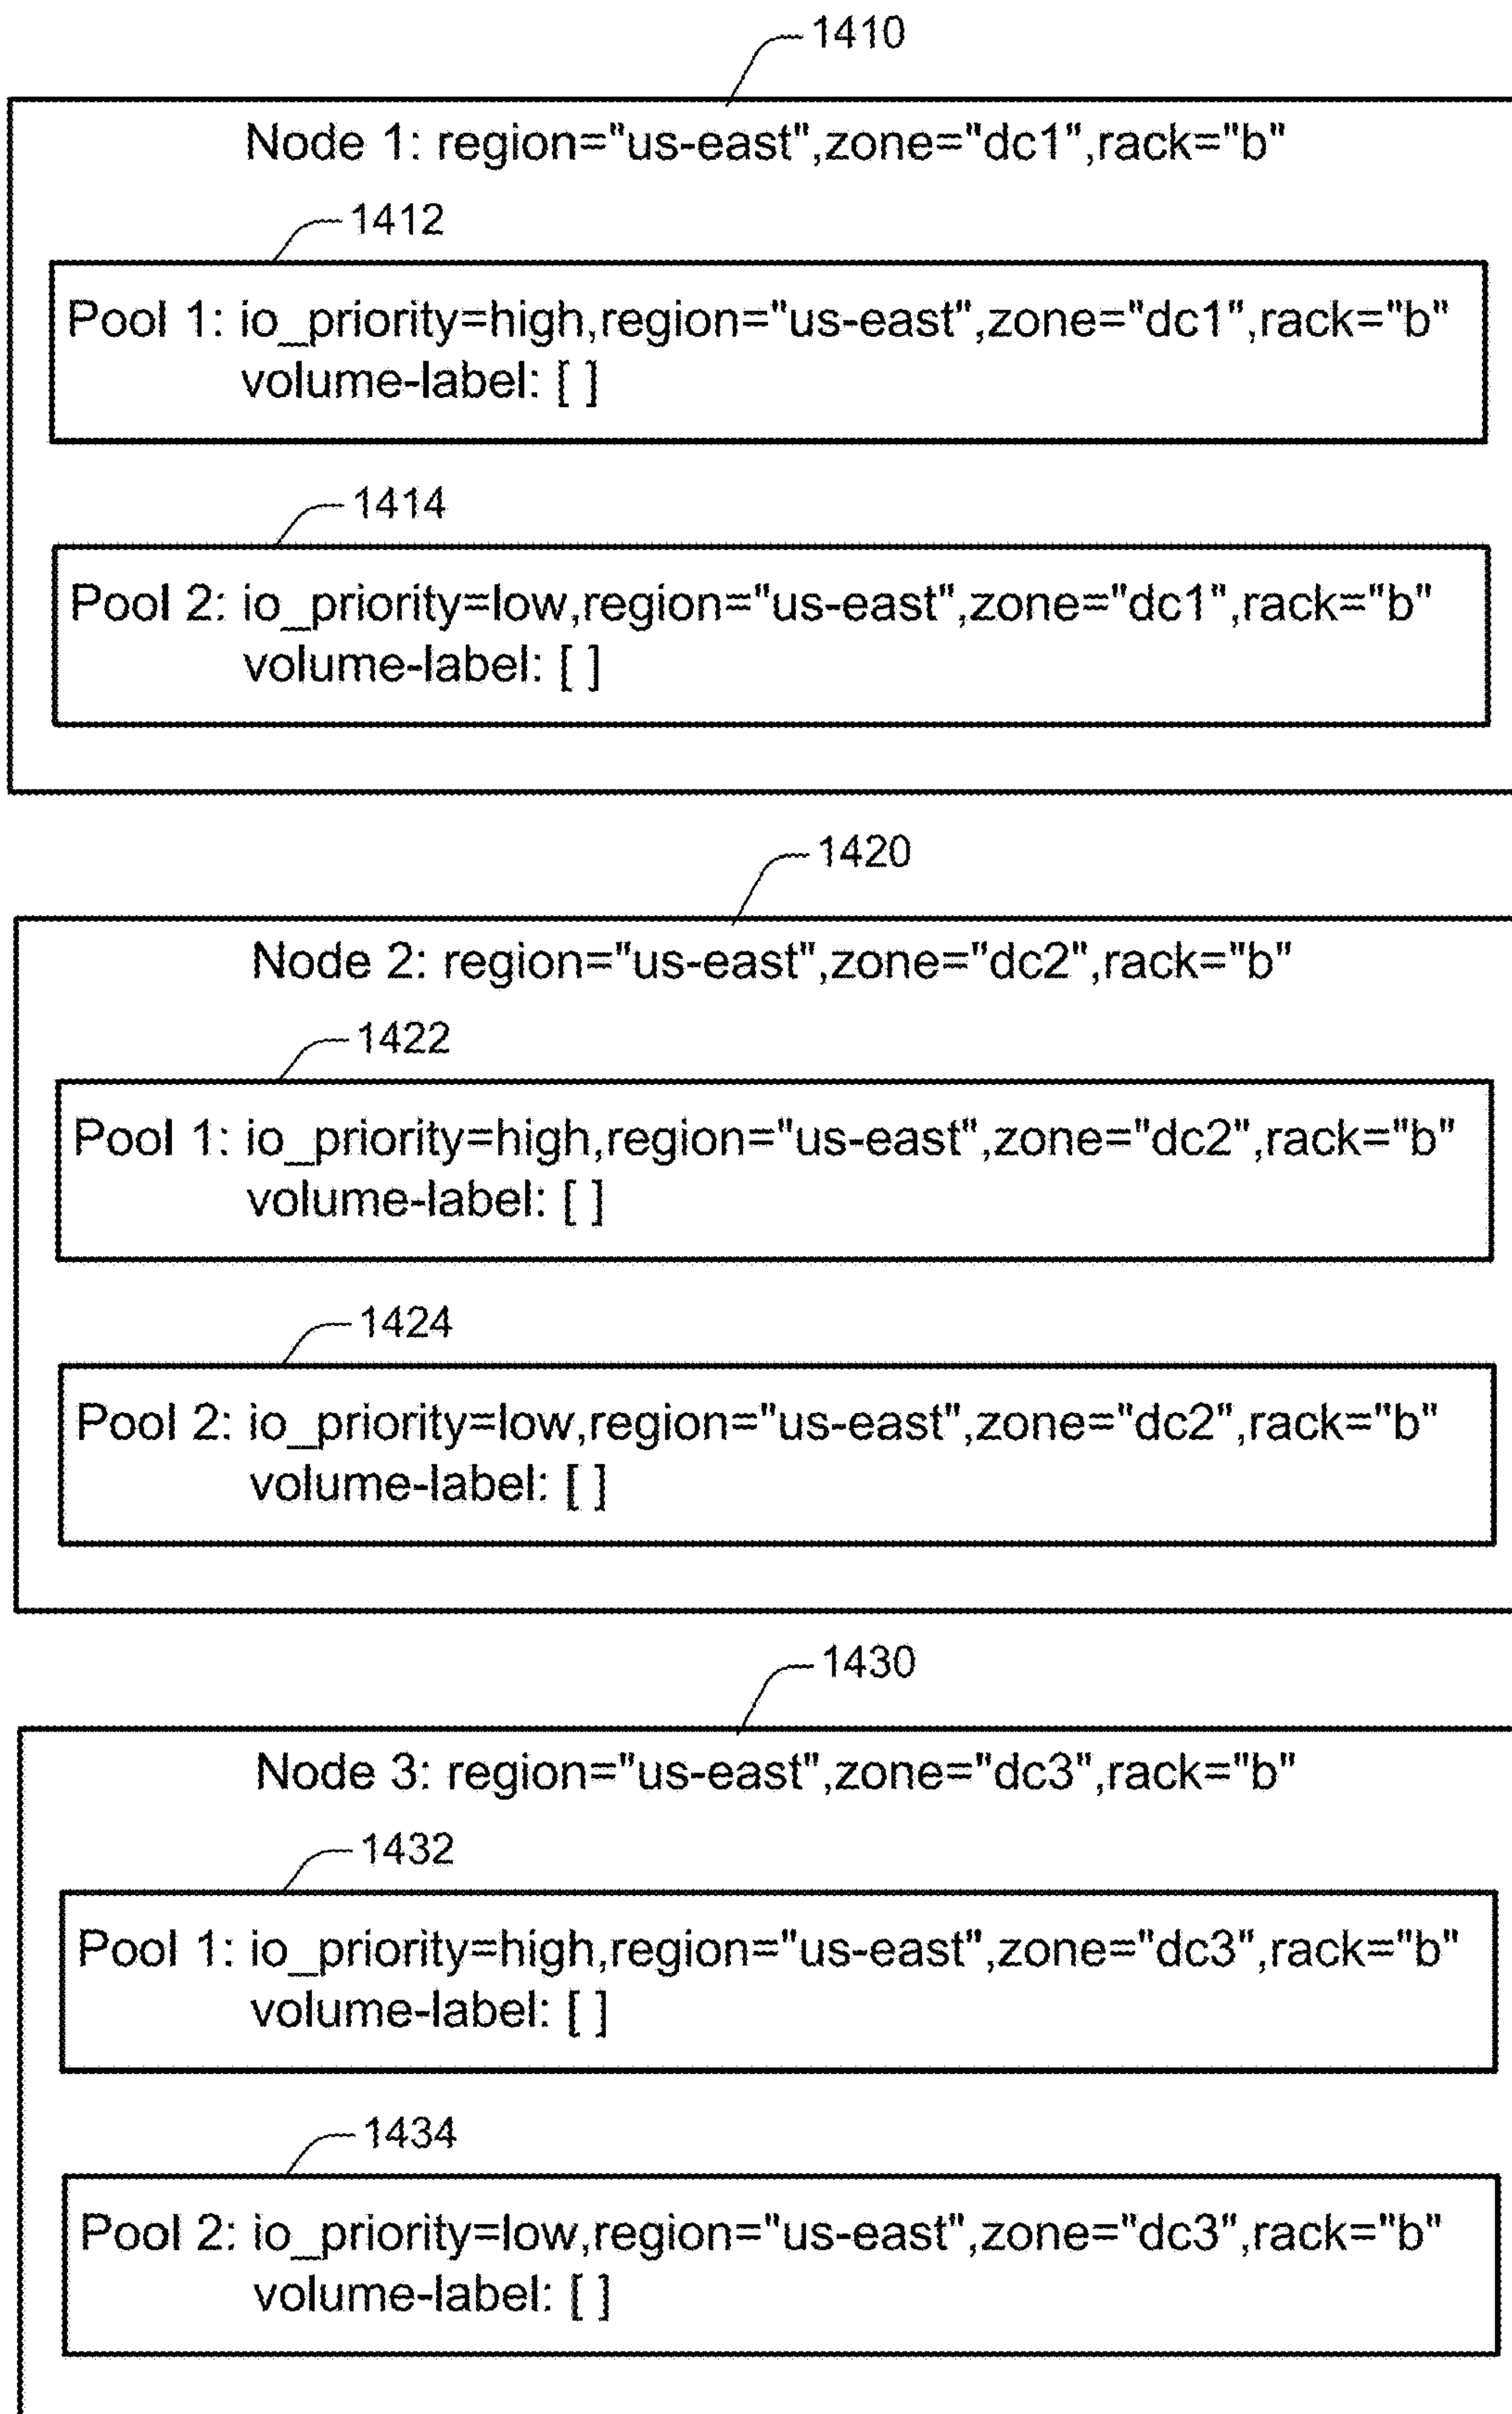 1410
Node 1: region="us-east",zone="dc1",rack="b"
1412
Pool 1: io_priority=high,region="us-east",zone="dc1",rack="b"
volume-label: [ ]
1414
Pool 2: io_priority=low,region="us-east",zone="dc1",rack="b"
volume-label: [ ]
1420
Node 2: region="us-east",zone="dc2",rack="b"
1422
Pool 1: io_priority=high,region="us-east",zone="dc2",rack="b"
volume-label: [ ]
1424
Pool 2: io_priority=low,region="us-east",zone="dc2",rack="b"
volume-label: [ ]
1430
Node 3: region="us-east",zone="dc3",rack="b"
1432
Pool 1: io_priority=high,region="us-east",zone="dc3",rack="b"
volume-label: [ ]
1434
Pool 2: io_priority=low,region="us-east",zone="dc3",rack="b"
volume-label: [ ]